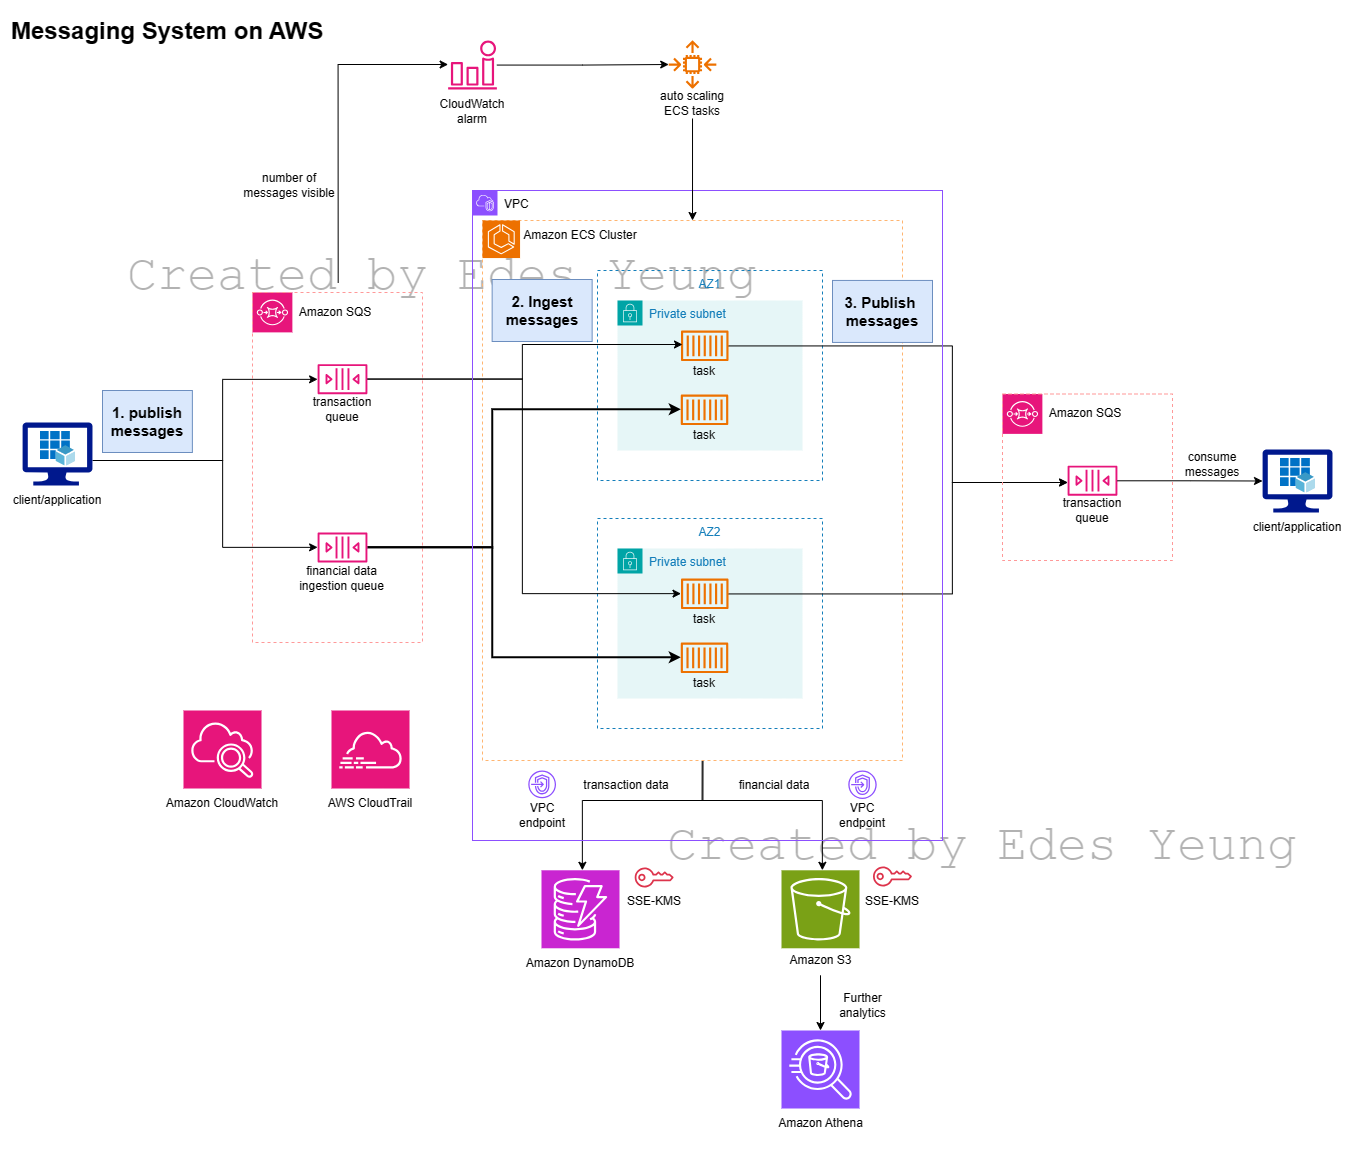 Messaging System on AWS
CloudWatch
alarm
auto scaling
ECS tasks
number of
messages visible
VPC
Amazon ECS Cluster
Created by Edes Yeung
Amazon SQS
2. Ingest
messages
AZ1
Private subnet
3. Publish
messages
task
task
transaction
queue
1. publish
messages
client/application
financial data
ingestion queue
AZ2
Private subnet
task
task
Amazon SQS
transaction
queue
consume
messages
client/application
Amazon CloudWatch
AWS CloudTrail
VPC
endpoint
transaction data
financial data
VPC
endpoint
Created by Edes Yeung
SSE-KMS
Amazon DynamoDB
SSE-KMS
Amazon S3
Further
analytics
Amazon Athena